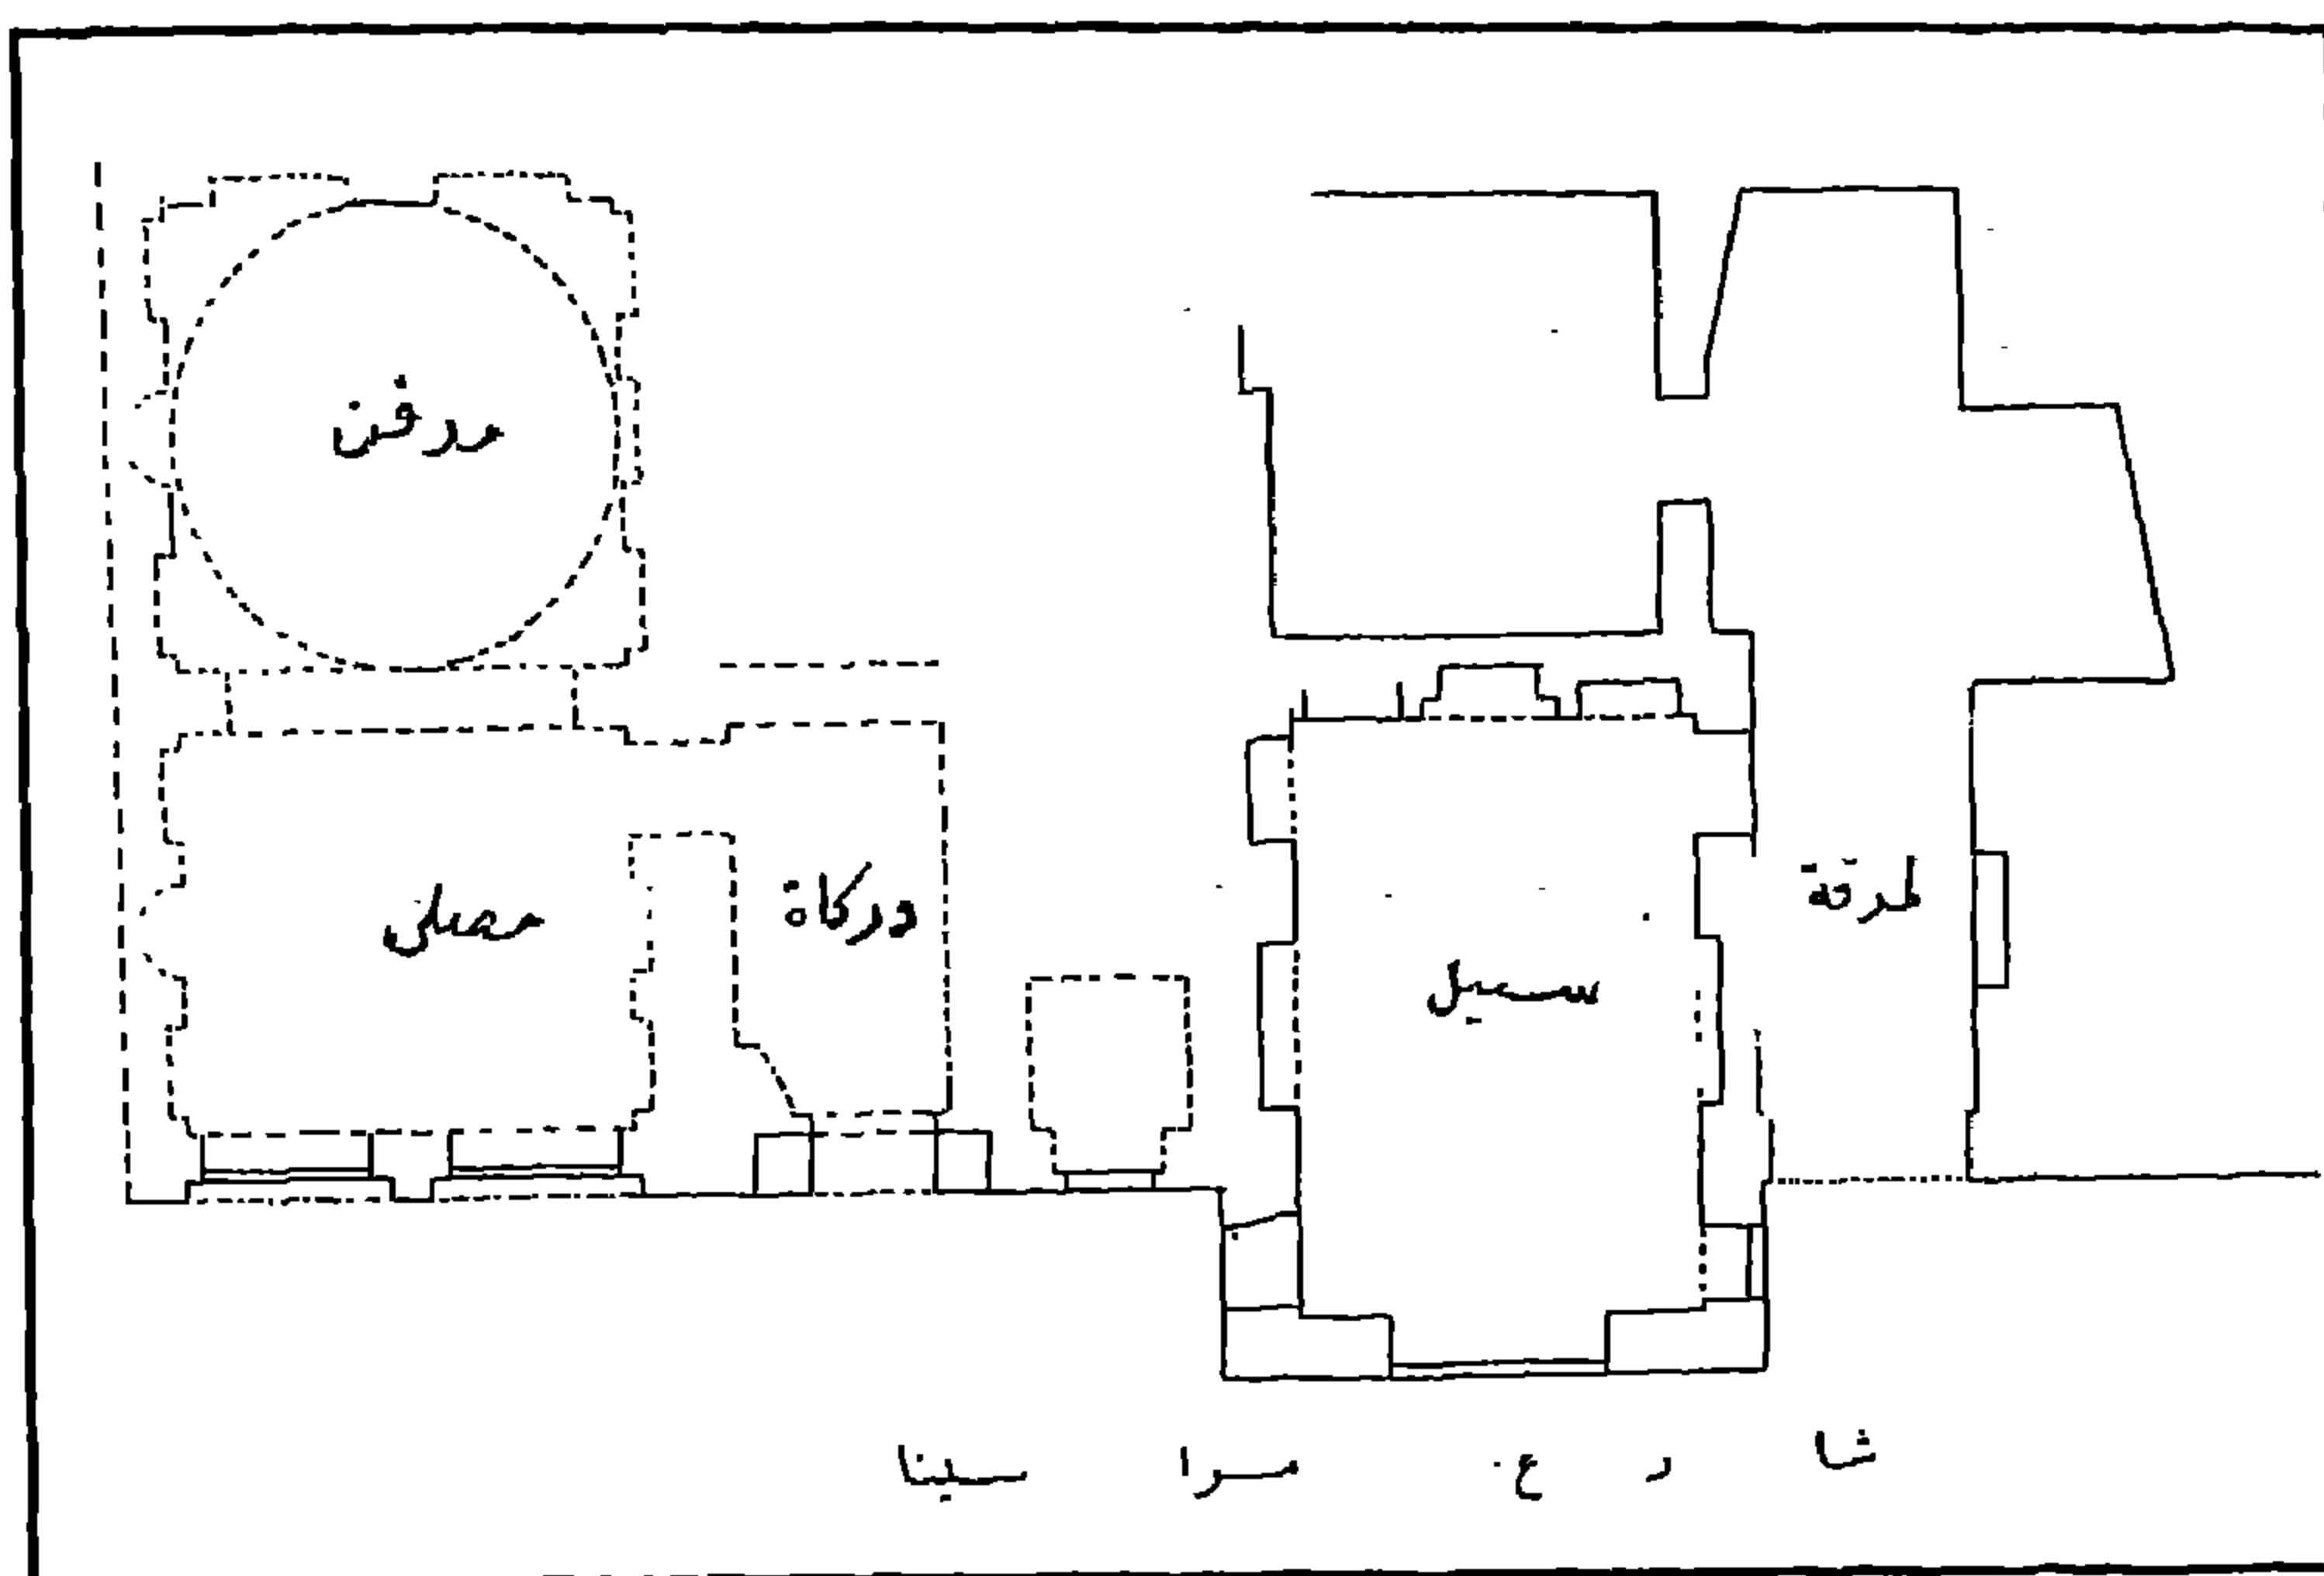 مدفن
طرقة
دركاة
مصلى
سبيل
شارع مراسينا